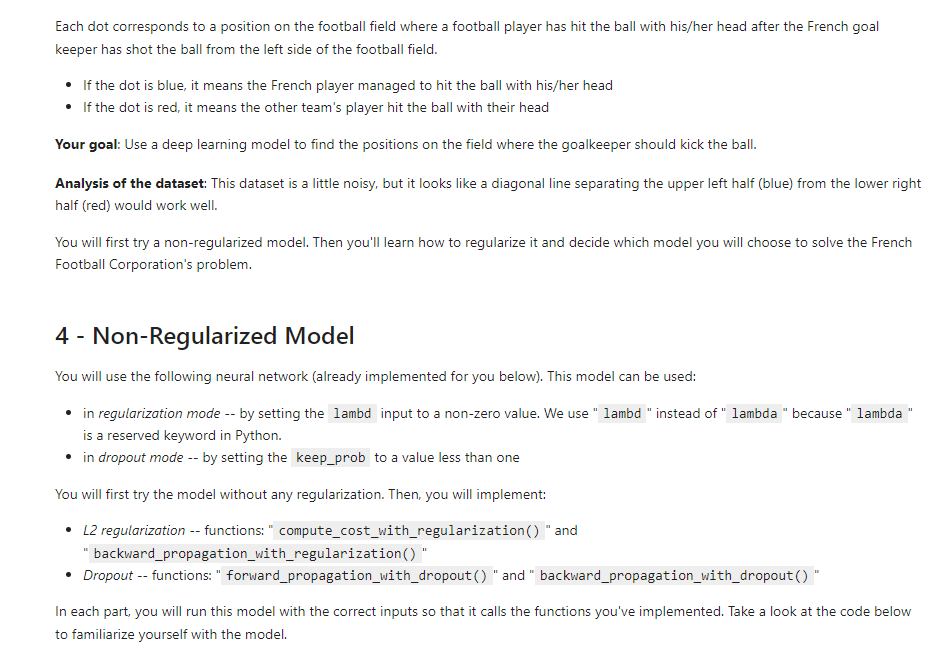 Each dot corresponds to a position on the football field where a football player has hit the ball with his/her head after the French goal
keeper has shot the ball from the left side of the football field.
• If the dot is blue, it means the French player managed to hit the ball with his/her head
• If the dot is red, it means the other team's player hit the ball with their head
Your goal: Use a deep learning model to find the positions on the field where the goalkeeper should kick the ball.
Analysis of the dataset: This dataset is a little noisy, but it looks like a diagonal line separating the upper left half (blue) from the lower right
half (red) would work well.
You will first try a non-regularized model. Then you'll learn how to regularize it and decide which model you will choose to solve the French
Football Corporation's problem.
4 - Non-Regularized Model
You will use the following neural network (already implemented for you below). This model can be used:
• in regularization mode -- by setting the lambd input to a non-zero value. We use "lambd" instead of "lambda" because "lambda"
is a reserved keyword in Python.
• in dropout mode -- by setting the keep_prob to a value less than one
You will first try the model without any regularization. Then, you will implement:
• L2 regularization -- functions: "compute_cost_with_regularization()" and
"backward_propagation_with_regularization()"
• Dropout -- functions: "forward_propagation_with_dropout()" and "backward_propagation_with_dropout()"
In each part, you will run this model with the correct inputs so that it calls the functions you've implemented. Take a look at the code below
to familiarize yourself with the model.